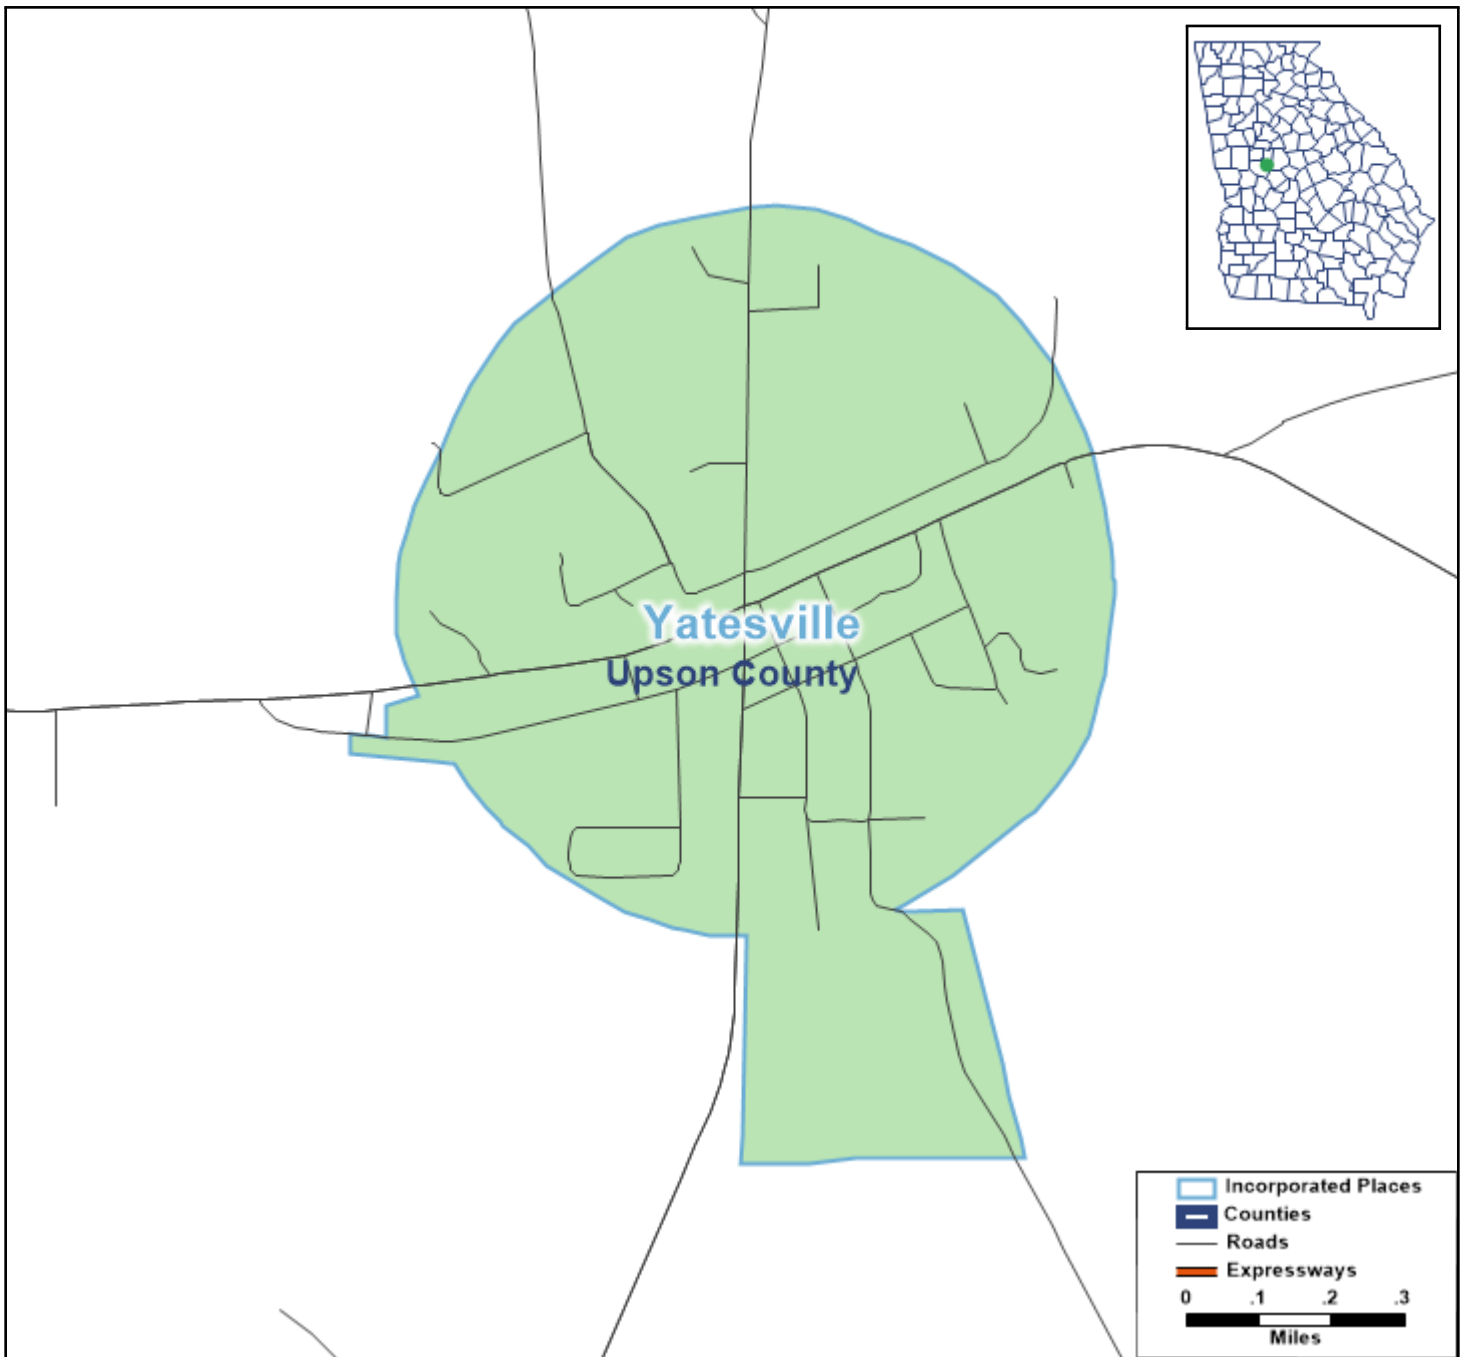 Yatesville
Upson County
Incorporated Places
Counties
Roads
Expressways
0 .1 .2 .3
Miles